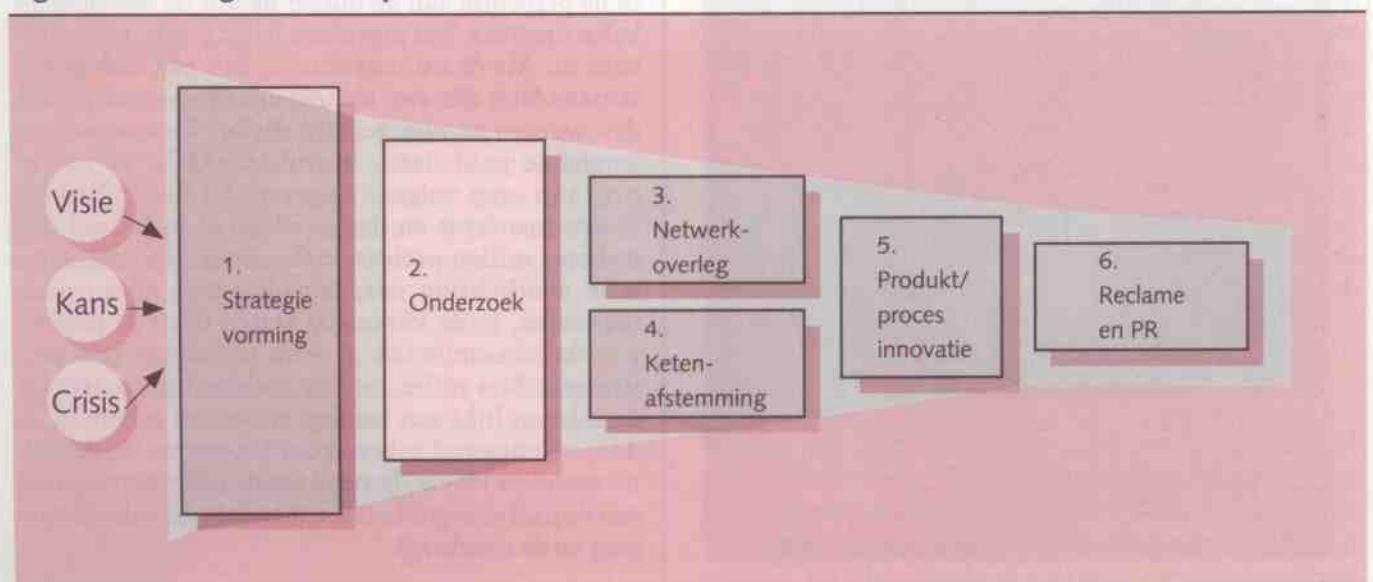 Visie
Kans
Crisis
1.
Strategie
vorming
2.
Onderzoek
3.
Netwerk-
overleg
4.
Keten-
afstemming
5.
Produkt/
proces
innovatie
6.
Reclame
en PR